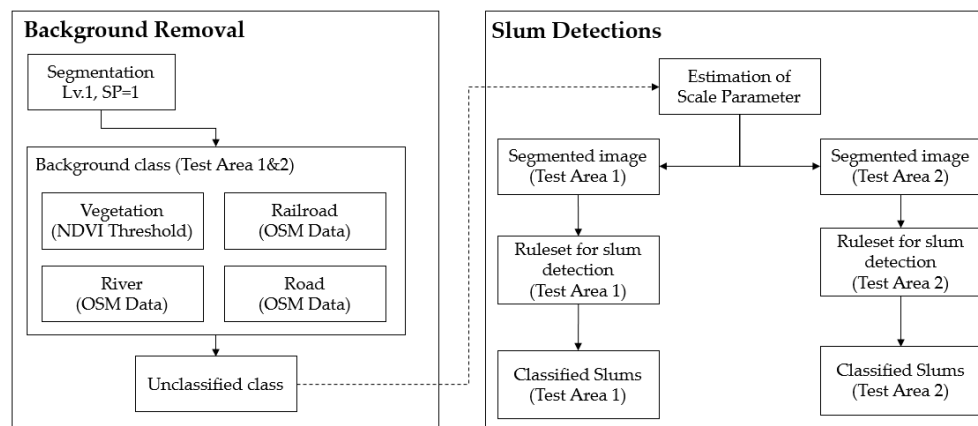 Background Removal
Segmentation
Lv.1, SP=1
Background class (Test Area 1&2)
Vegetation
(NDVI Threshold)
Railroad
(OSM Data)
River
(OSM Data)
Road
(OSM Data)
Unclassified class
Slum Detections
Estimation of
Scale Parameter
Segmented image
(Test Area 1)
Segmented image
(Test Area 2)
Ruleset for slum
detection
(Test Area 1)
Ruleset for slum
detection
(Test Area 2)
Classified Slums
(Test Area 1)
Classified Slums
(Test Area 2)